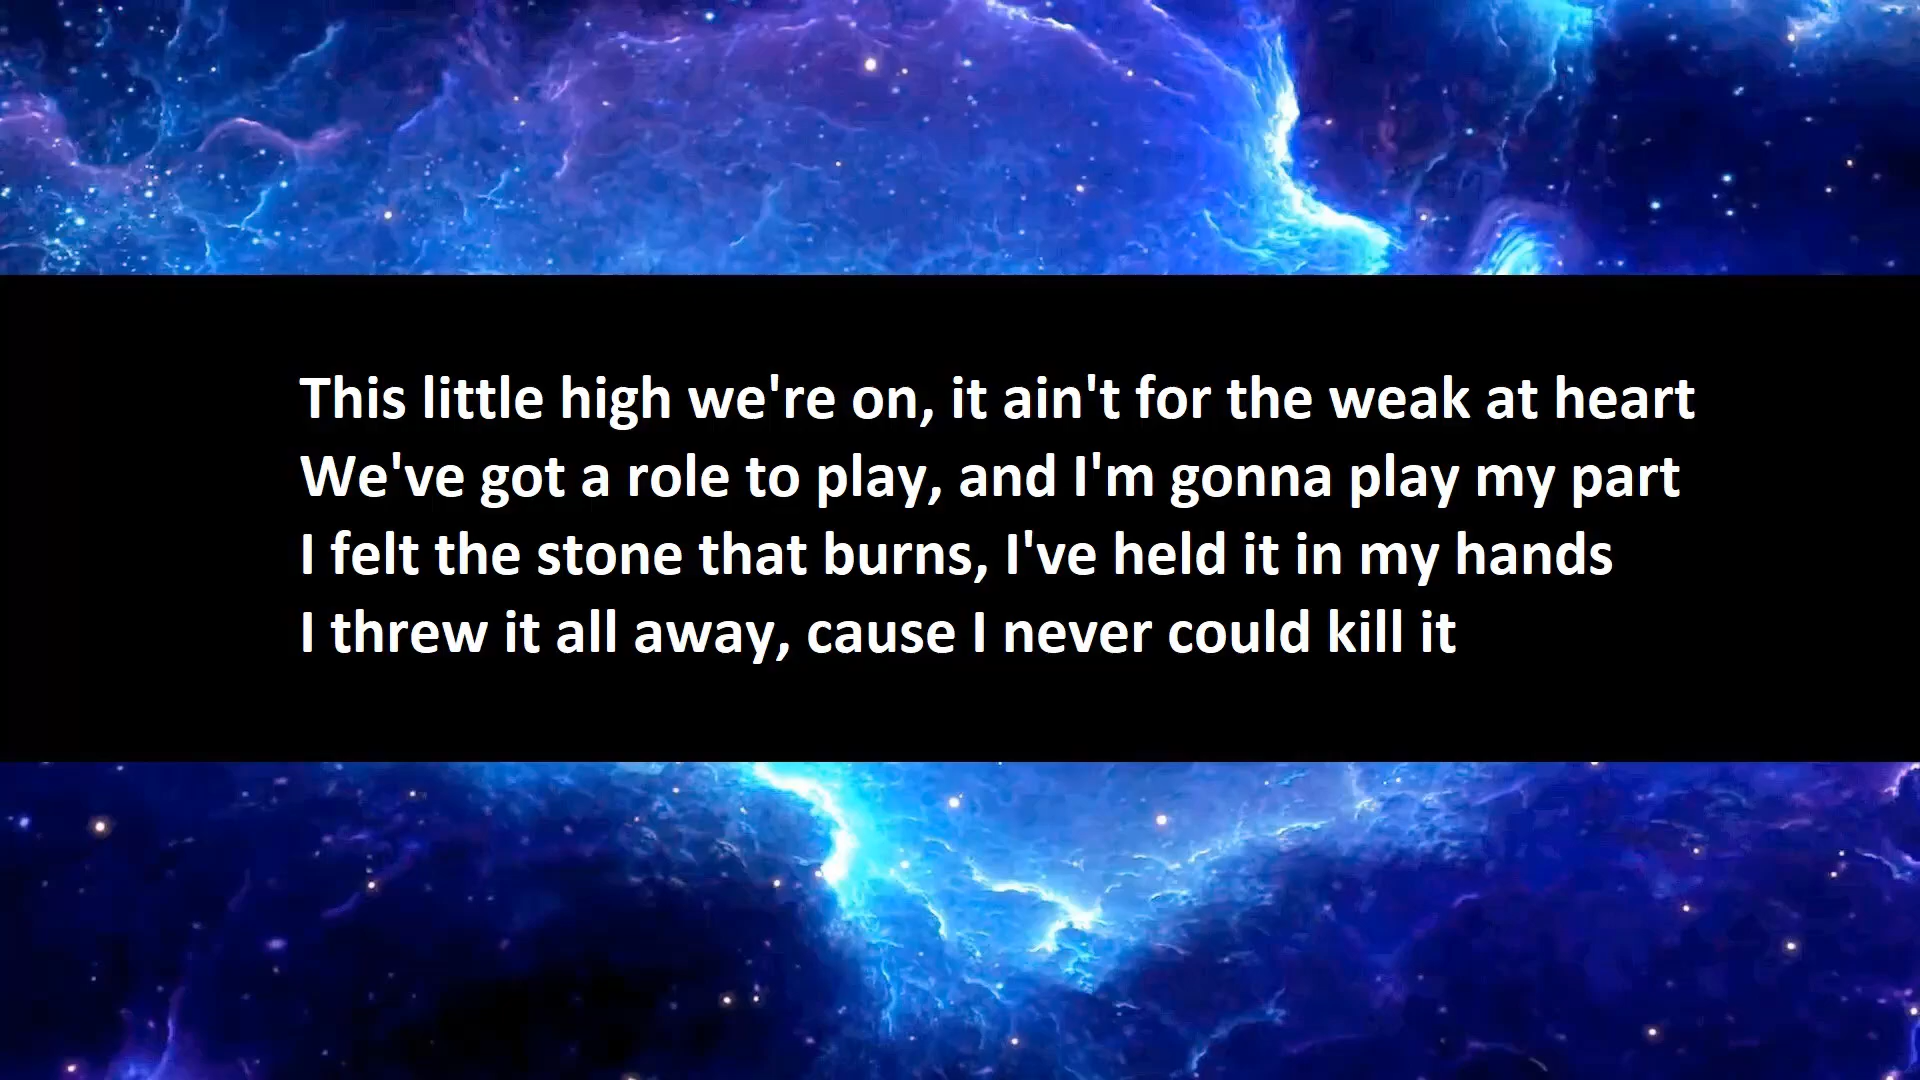 This little high we're on, it ain't for the weak at heart
We've got a role to play, and I'm gonna play my part
I felt the stone that burns, I've held it in my hands
I threw it all away, cause I never could kill it